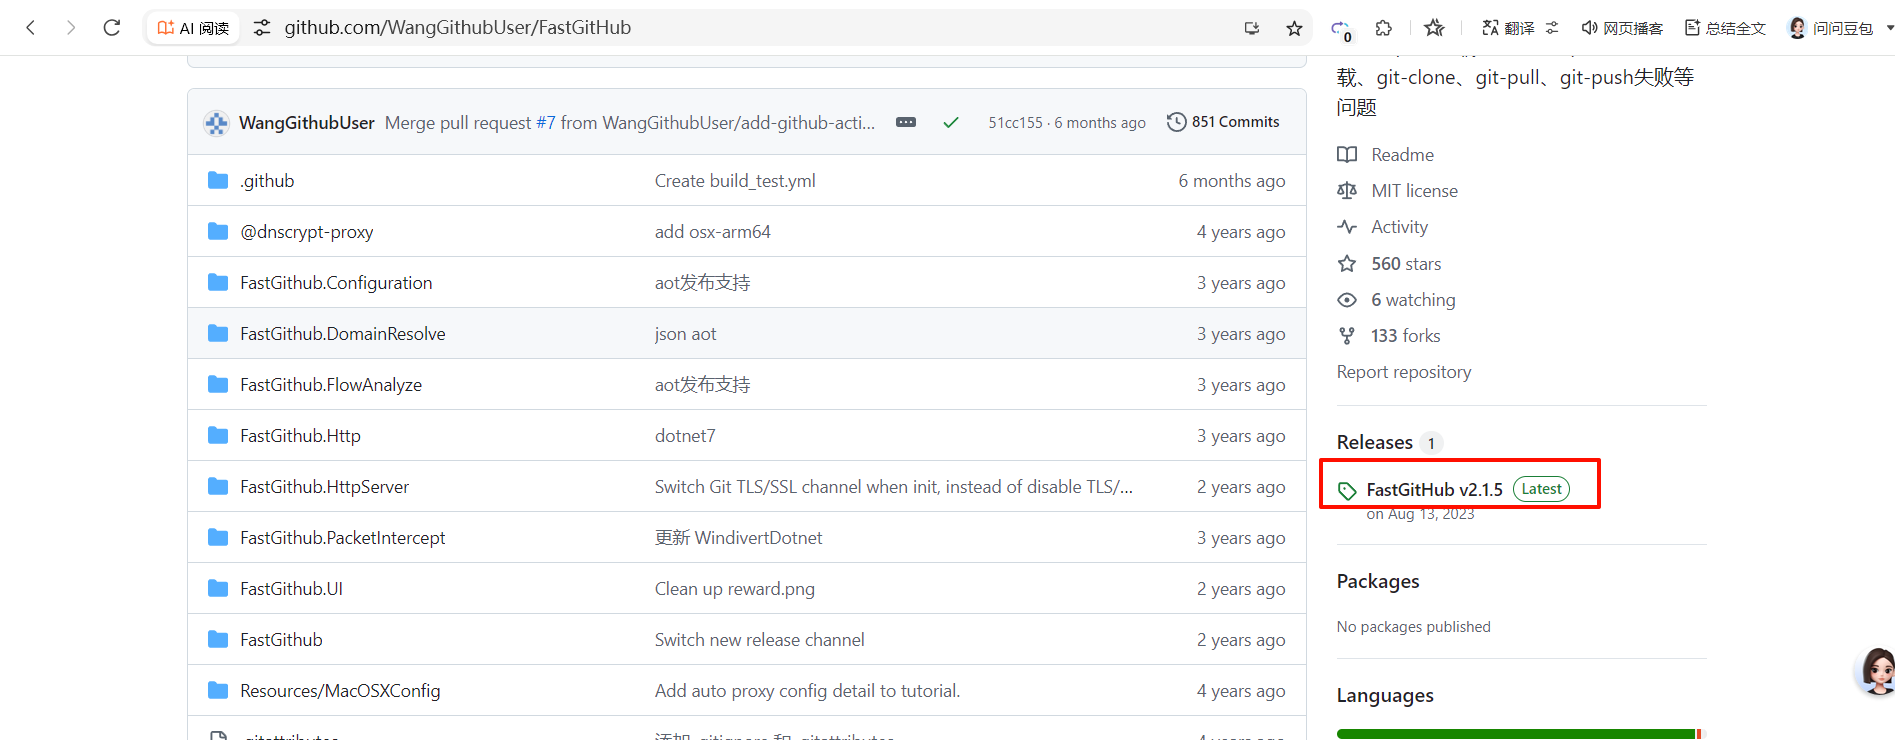 AI 阅读
github.com/WangGithubUser/FastGitHub
0
翻译
网页播客
总结全文
问问豆包
载、git-clone、git-pull、git-push失败等
问题
WangGithubUser Merge pull request #7 from WangGithubUser/add-github-acti... 51cc155 · 6 months ago 851 Commits
.github Create build_test.yml 6 months ago
@dnscrypt-proxy add osx-arm64 4 years ago
FastGithub.Configuration aot发布支持 3 years ago
FastGithub.DomainResolve json aot 3 years ago
FastGithub.FlowAnalyze aot发布支持 3 years ago
FastGithub.Http dotnet7 3 years ago
FastGithub.HttpServer Switch Git TLS/SSL channel when init, instead of disable TLS/... 2 years ago
FastGithub.PacketIntercept 更新 WindivertDotnet 3 years ago
FastGithub.UI Clean up reward.png 2 years ago
FastGithub Switch new release channel 2 years ago
Resources/MacOSXConfig Add auto proxy config detail to tutorial. 4 years ago
.gitattributes 添加 .gitignore 和 .gitattributes 4 years ago
Readme
MIT license
Activity
560 stars
6 watching
133 forks
Report repository
Releases 1
FastGitHub v2.1.5 Latest
on Aug 13, 2023
Packages
No packages published
Languages